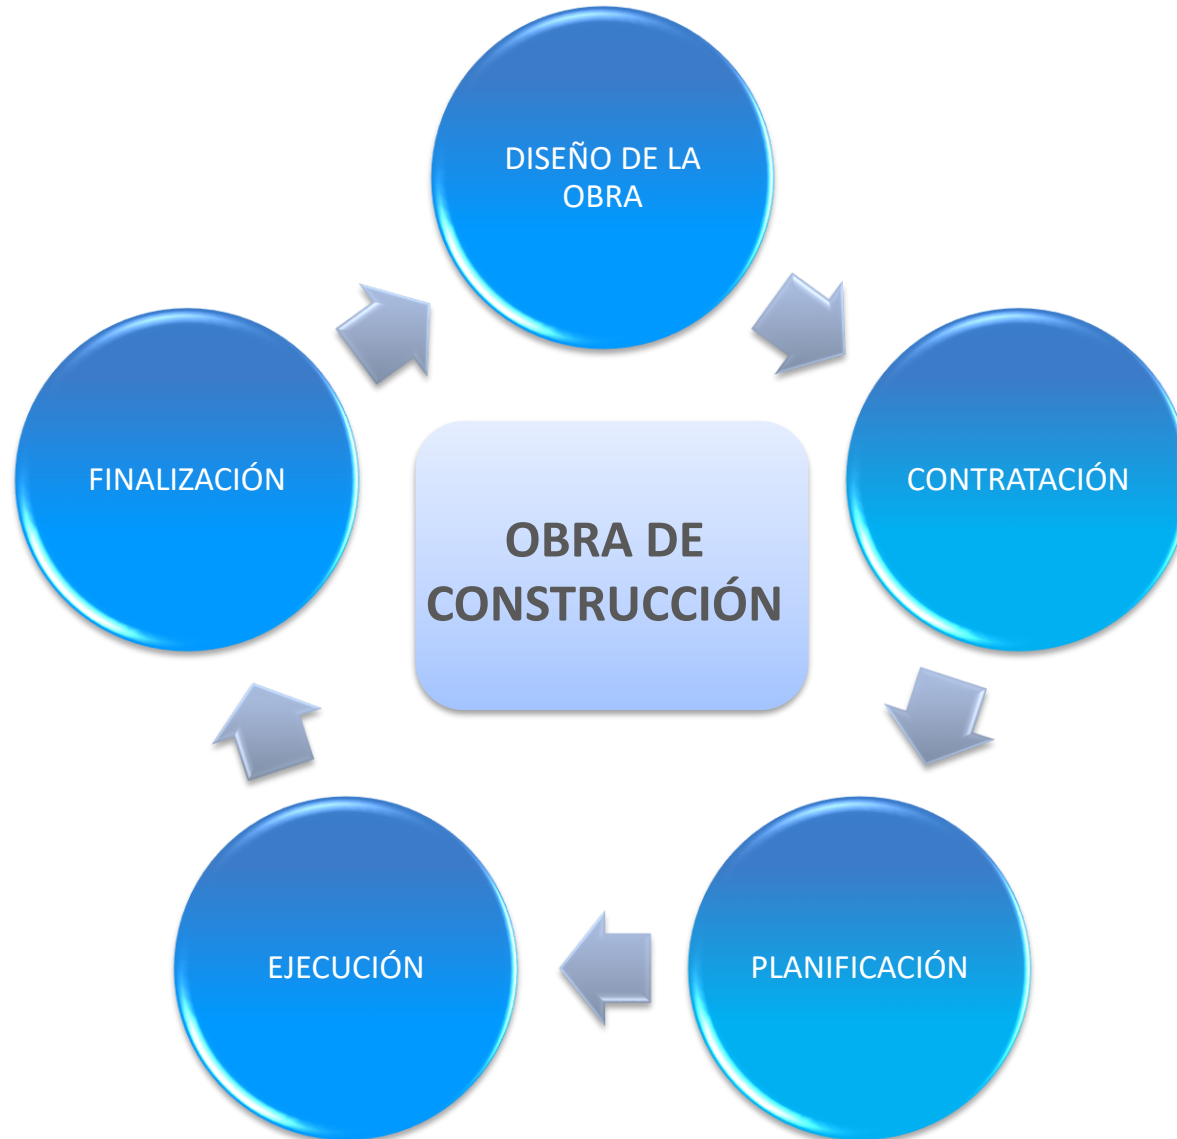 DISEÑO DE LA
OBRA
CONTRATACIÓN
PLANIFICACIÓN
EJECUCIÓN
FINALIZACIÓN
OBRA DE
CONSTRUCCIÓN